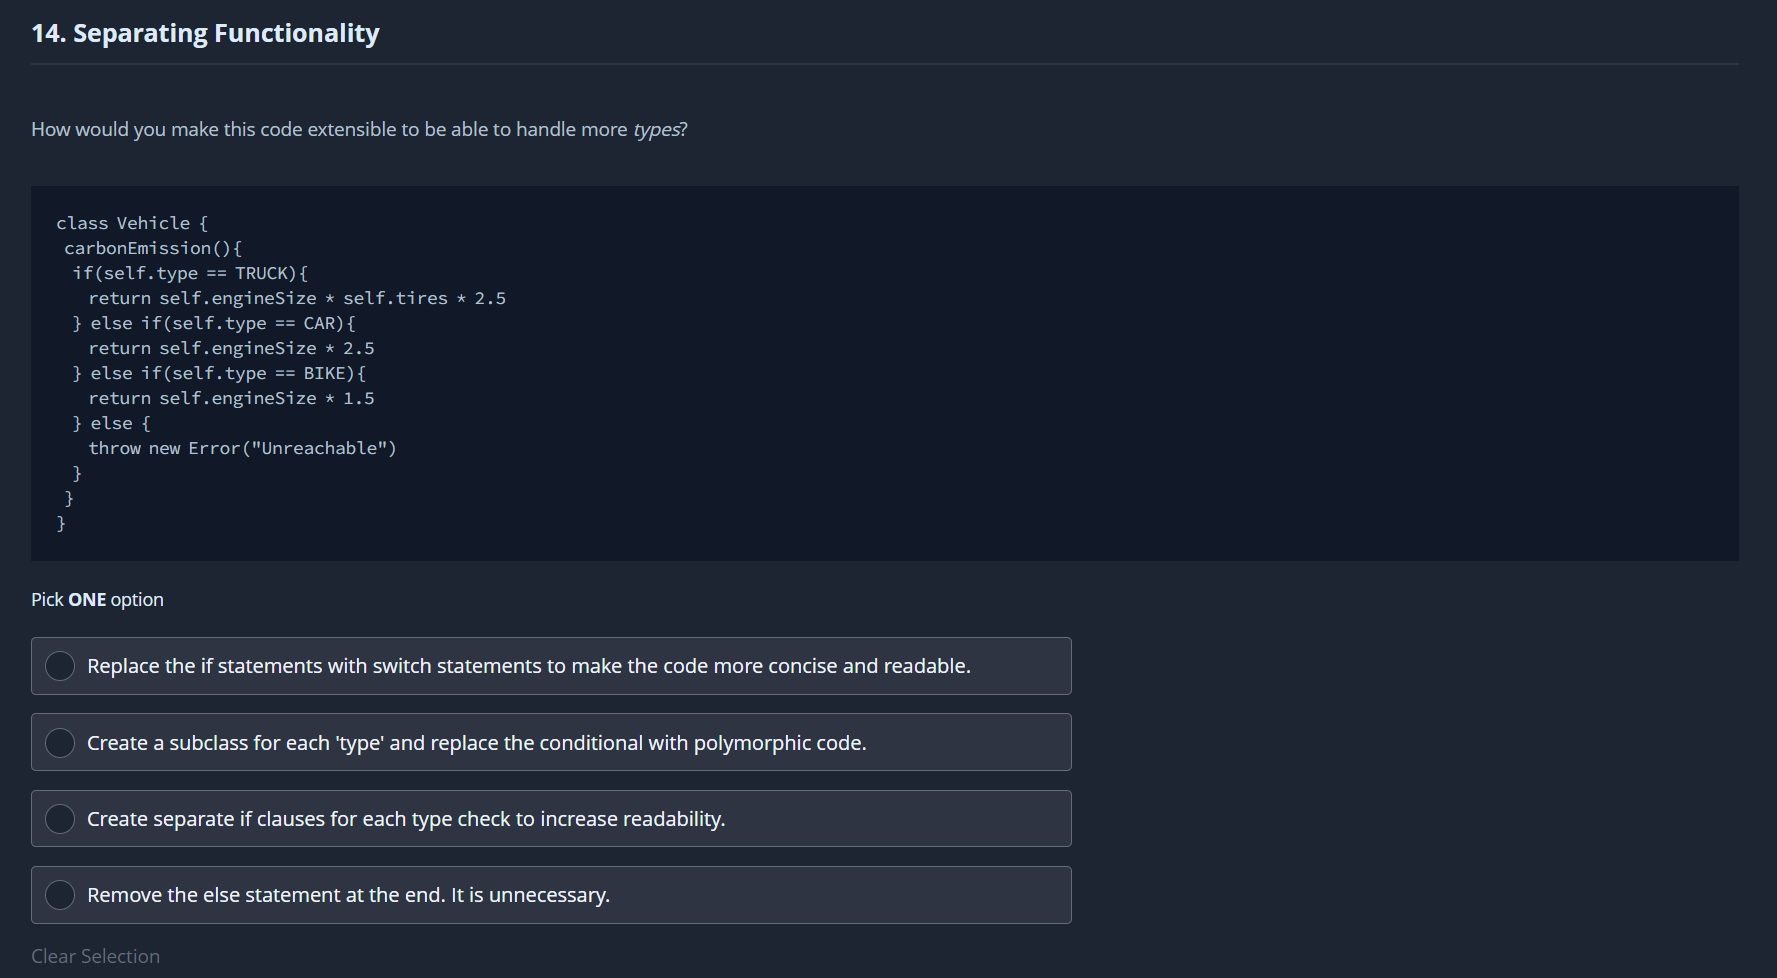 14. Separating Functionality
How would you make this code extensible to be able to handle more types?
class Vehicle {
carbonEmission(){
if(self.type == TRUCK){
return self.engineSize * self.tires * 2.5
} else if(self.type == CAR){
return self.engineSize * 2.5
} else if(self.type == BIKE){
return self.engineSize * 1.5
} else {
throw new Error("Unreachable")
}
}
}
Pick ONE option
Replace the if statements with switch statements to make the code more concise and readable.
Create a subclass for each 'type' and replace the conditional with polymorphic code.
Create separate if clauses for each type check to increase readability.
Remove the else statement at the end. It is unnecessary.
Clear Selection